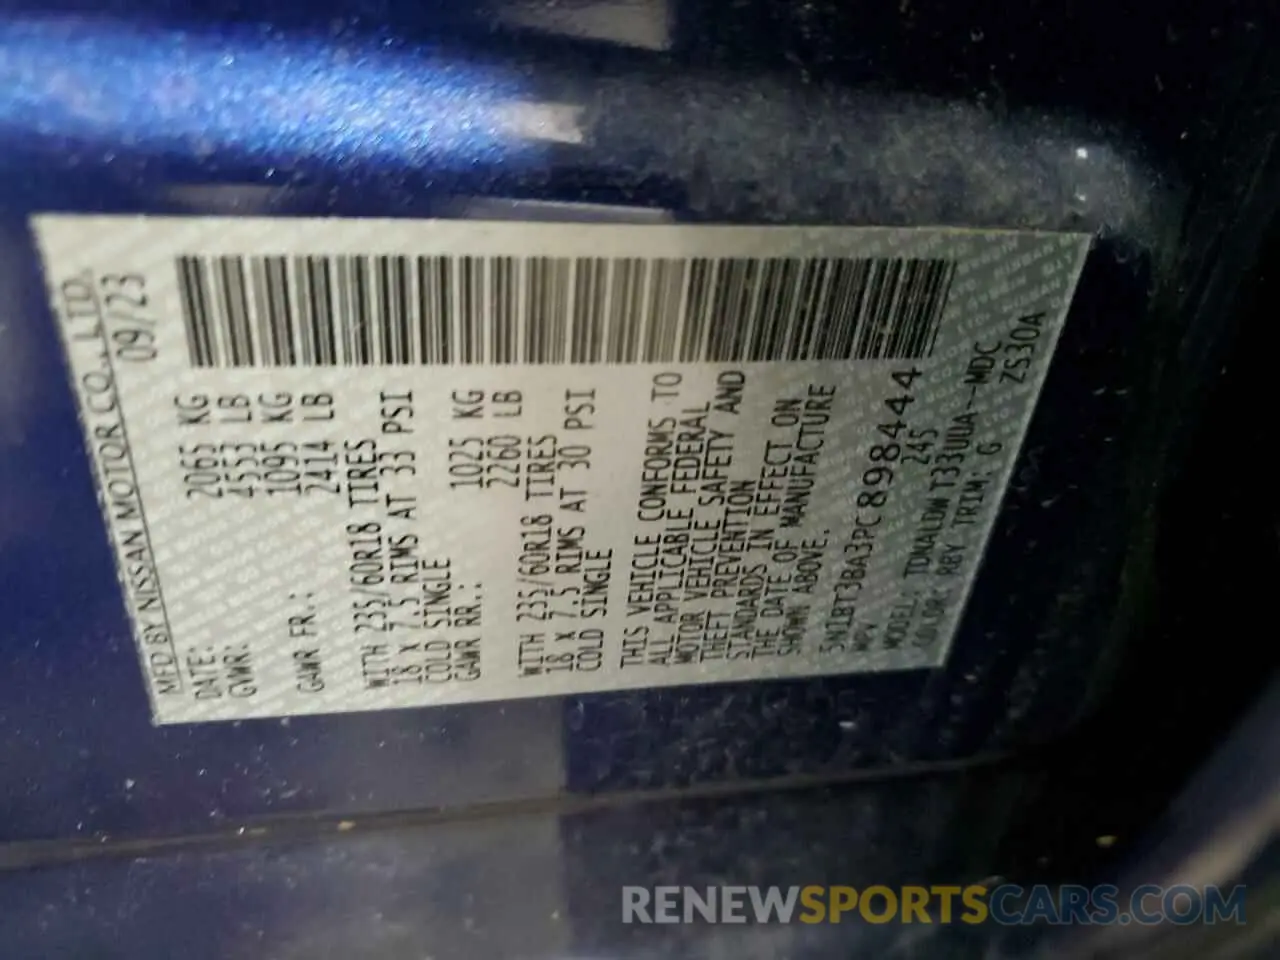 MFD BY NISSAN MOTOR CO., LTD.
DATE: 09/23
GVWR: 2065 KG
4553 LB
GAWR FR.: 1095 KG
2414 LB
WITH 235/60R18 TIRES
18 X 7.5 RIMS AT 33 PSI
COLD SINGLE
GAWR RR.: 1025 KG
2260 LB
WITH 235/60R18 TIRES
18 X 7.5 RIMS AT 30 PSI
COLD SINGLE
THIS VEHICLE CONFORMS TO
ALL APPLICABLE FEDERAL
MOTOR VEHICLE SAFETY AND
THEFT PREVENTION
STANDARDS IN EFFECT ON
THE DATE OF MANUFACTURE
SHOWN ABOVE.
5N1BT3BA3PC898444
MPV 245
MODEL: TDNALDW T33UUA--MDC
COLOR: RBY TRIM: G ZS30A
RENEWSPORTSCARS.COM